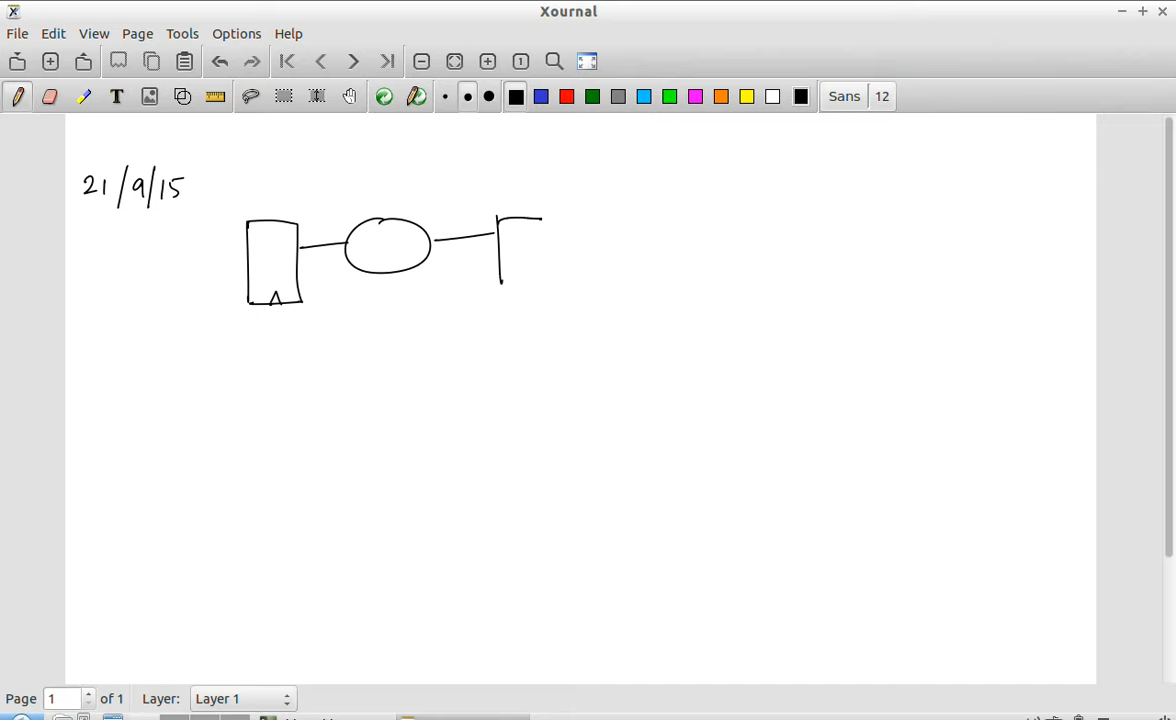 Xournal
File Edit View Page Tools Options Help
T Sans 12
21/9/15
Page 1 of 1 Layer: Layer 1